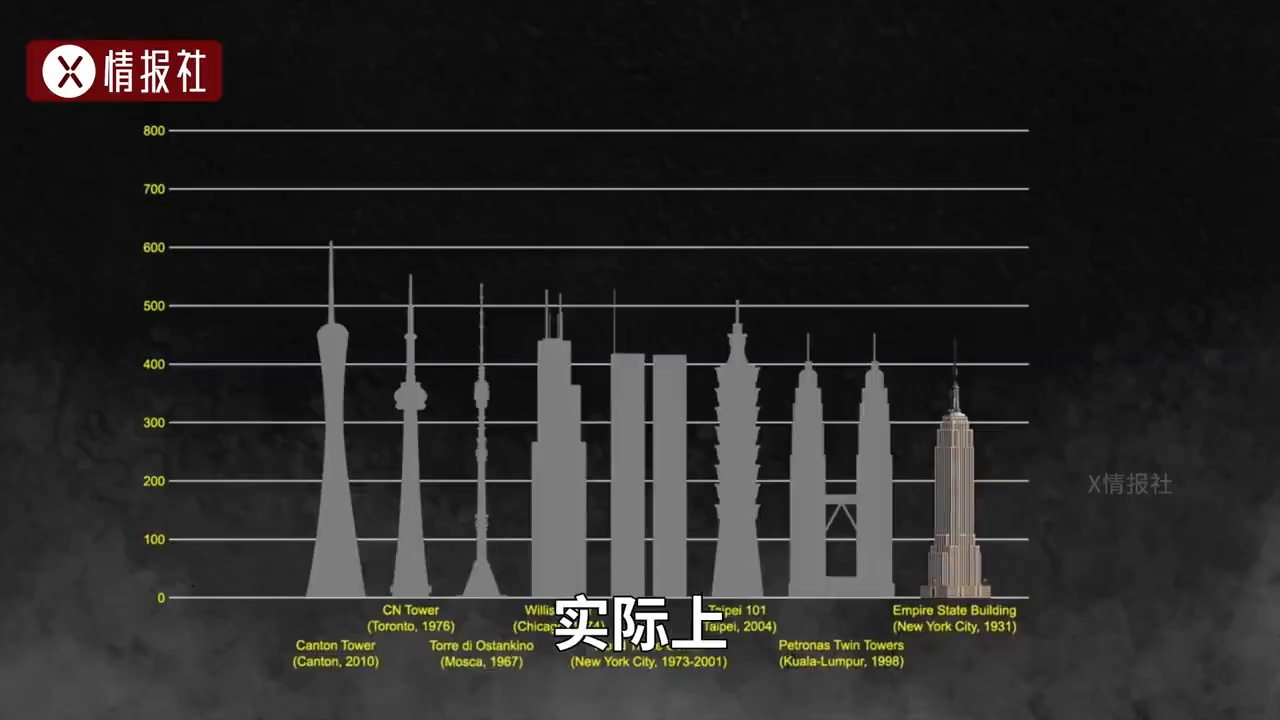 X情报社
800
700
600
500
400
300
200
100
0
X情报社
CN Tower
(Toronto, 1976)
Empire State Building
(New York City, 1931)
Taipei 101
Taipei, 2004)
实际上
Canton Tower
(Canton, 2010)
Torre di Ostankino
(Mosca, 1967)
(New York City, 1973-2001)
Petronas Twin Towers
(Kuala-Lumpur, 1998)